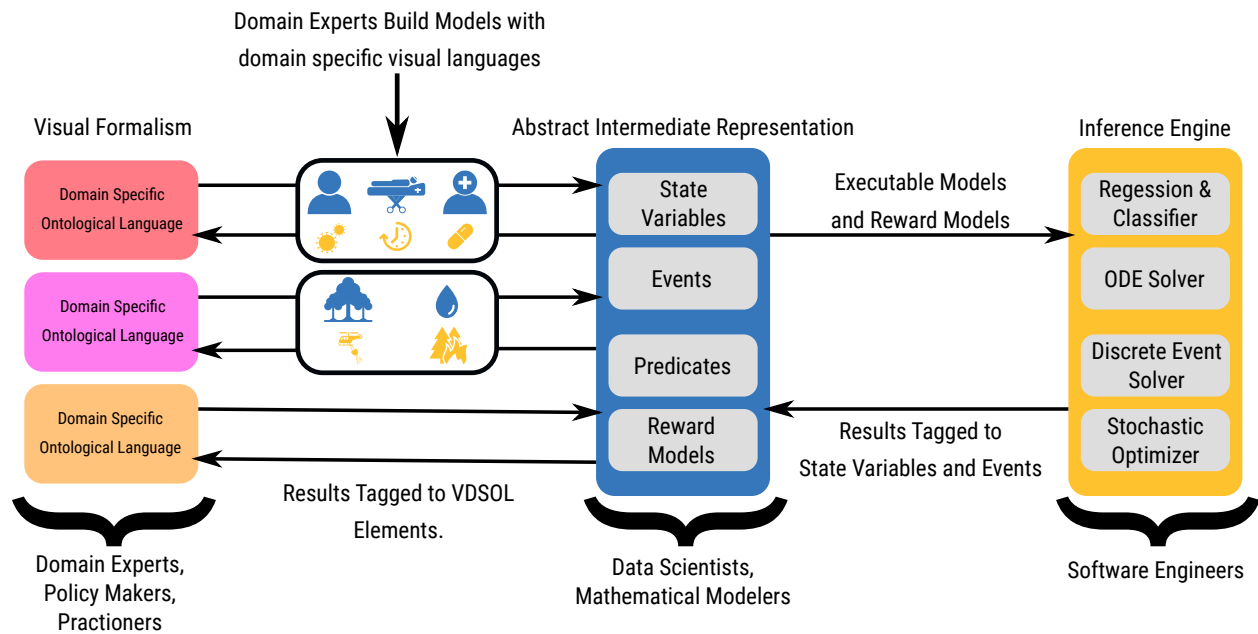 Domain Experts Build Models with
domain specific visual languages
Visual Formalism
Abstract Intermediate Representation
Inference Engine
Domain Specific
Ontological Language
Domain Specific
Ontological Language
Domain Specific
Ontological Language
State
Variables
Events
Predicates
Reward
Models
Executable Models
and Reward Models
Regression &
Classifier
ODE Solver
Discrete Event
Solver
Stochastic
Optimizer
Results Tagged to
State Variables and Events
Results Tagged to VDSOL
Elements.
Domain Experts,
Policy Makers,
Practioners
Data Scientists,
Mathematical Modelers
Software Engineers